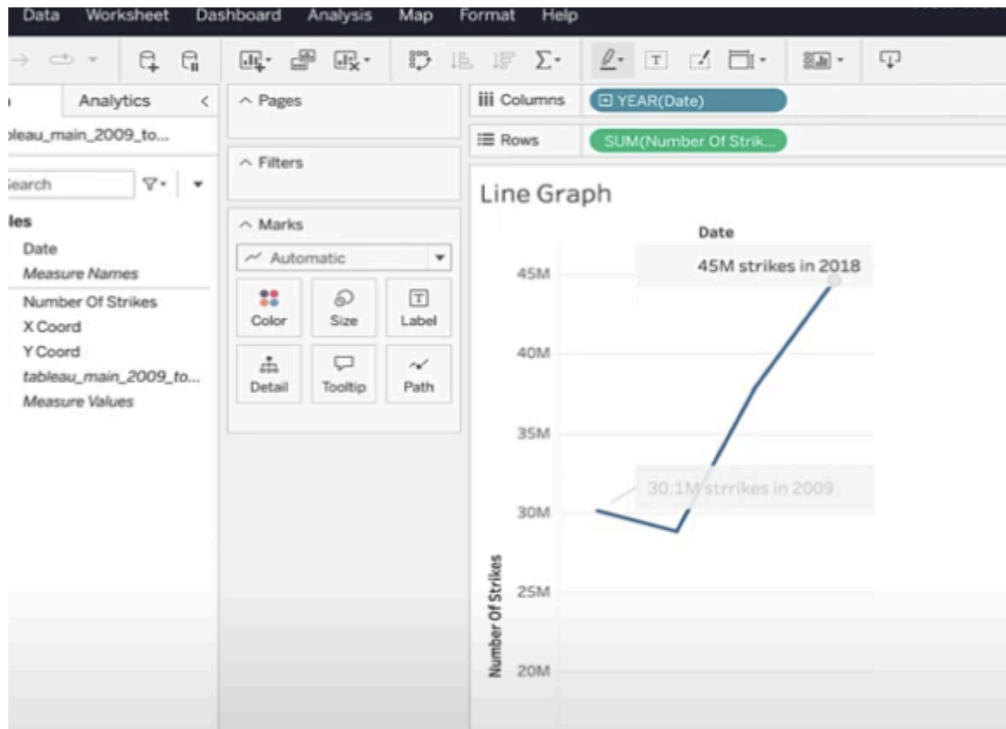 Data Worksheet Dashboard Analysis Map Format Help
Analytics
Pages
Columns
YEAR(Date)
bleau_main_2009_to...
Rows
SUM(Number Of Strik...
Filters
Search
Line Graph
les
Marks
Date
Date
Automatic
Measure Names
45M strikes in 2018
45M
Number Of Strikes
Color
Size
Label
X Coord
Y Coord
40M
tableau_main_2009_to...
Detail
Tooltip
Path
Measure Values
35M
30.1M strrikes in 2009
30M
25M
Number Of Strikes
20M